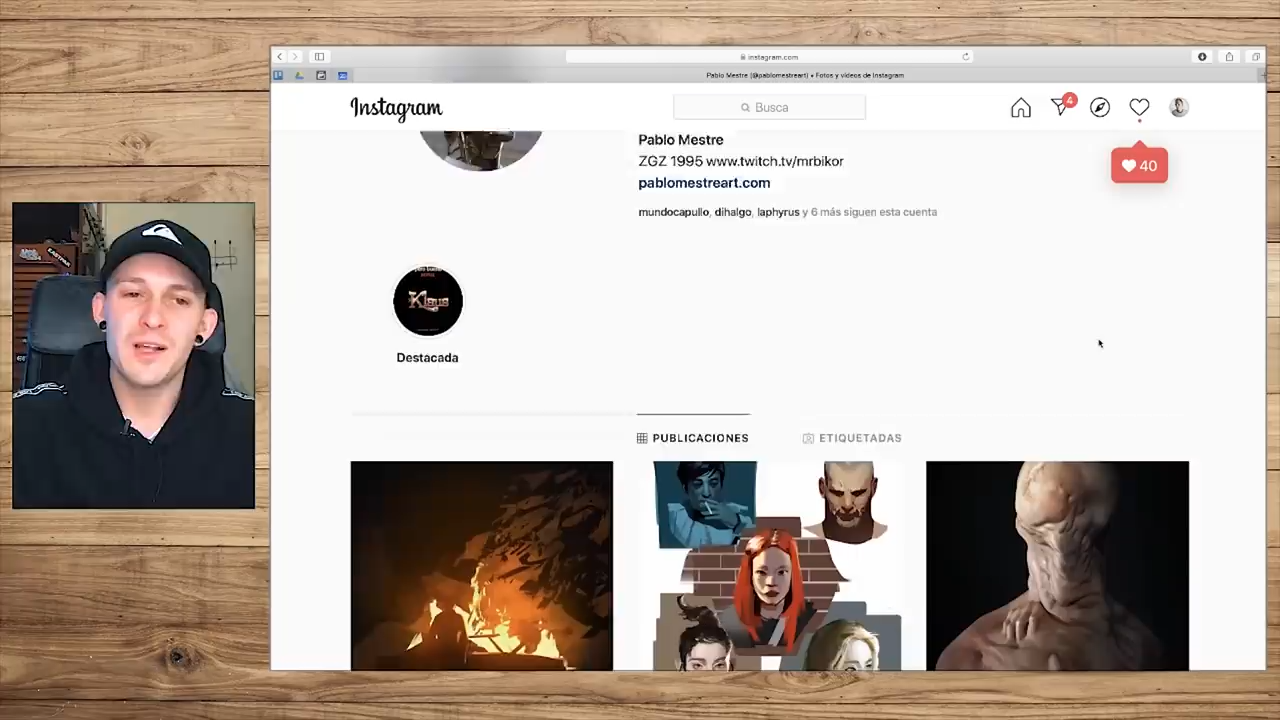 instagram.com
Pablo Mestre (@pablomestreart) • Fotos y vídeos de Instagram
Instagram
Busca
4
Pablo Mestre
40
ZGZ 1995 www.twitch.tv/mrbikor
pablomestreart.com
mundocapullo, dihalgo, laphyrus y 6 más siguen esta cuenta
Klaus
Destacada
PUBLICACIONES
ETIQUETADAS